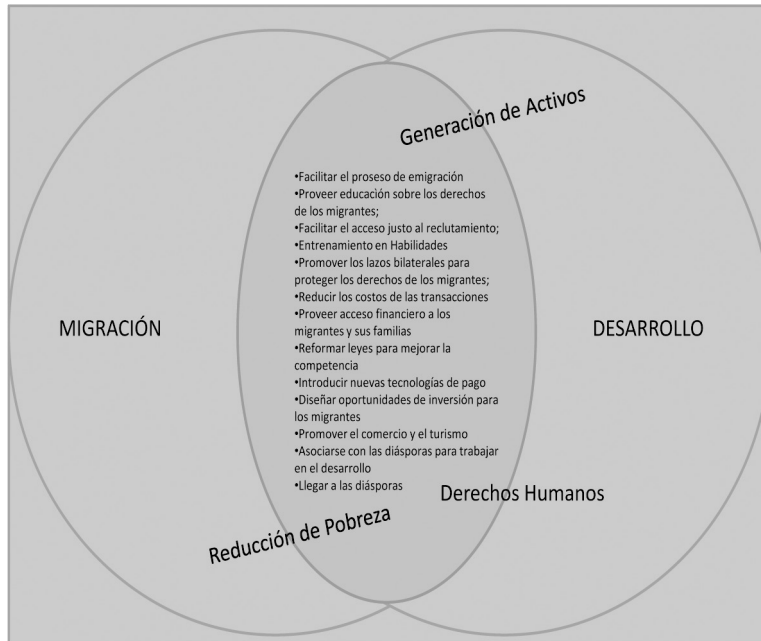 Generación de Activos
•Facilitar el proseso de emigración
•Proveer educación sobre los derechos
de los migrantes;
•Facilitar el acceso justo al reclutamiento;
•Entrenamiento en Habilidades
•Promover los lazos bilaterales para
proteger los derechos de los migrantes;
•Reducir los costos de las transacciones
•Proveer acceso financiero a los
migrantes y sus familias
•Reformar leyes para mejorar la
competencia
•Introducir nuevas tecnologías de pago
•Diseñar oportunidades de inversión para
los migrantes
•Promover el comercio y el turismo
•Asociarse con las diásporas para trabajar
en el desarrollo
•Llegar a las diásporas
MIGRACIÓN
DESARROLLO
Derechos Humanos
Reducción de Pobreza